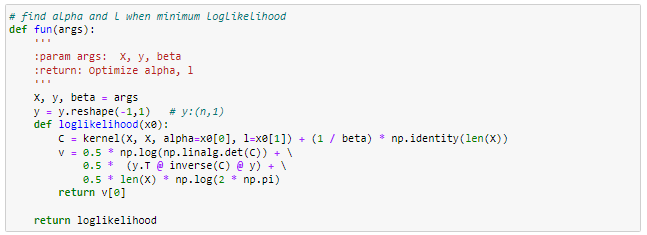 # find alpha and l when minimum loglikelihood
def fun(args):
    '''
    :param args:  X, y, beta
    :return: Optimize alpha, l
    '''
    X, y, beta = args
    y = y.reshape(-1,1)   # y:(n,1)
    def loglikelihood(x0):
        C = kernel(X, X, alpha=x0[0], l=x0[1]) + (1 / beta) * np.identity(len(X))
        v = 0.5 * np.log(np.linalg.det(C)) + \
            0.5 *  (y.T @ inverse(C) @ y) + \
            0.5 * len(X) * np.log(2 * np.pi)
        return v[0]

    return loglikelihood